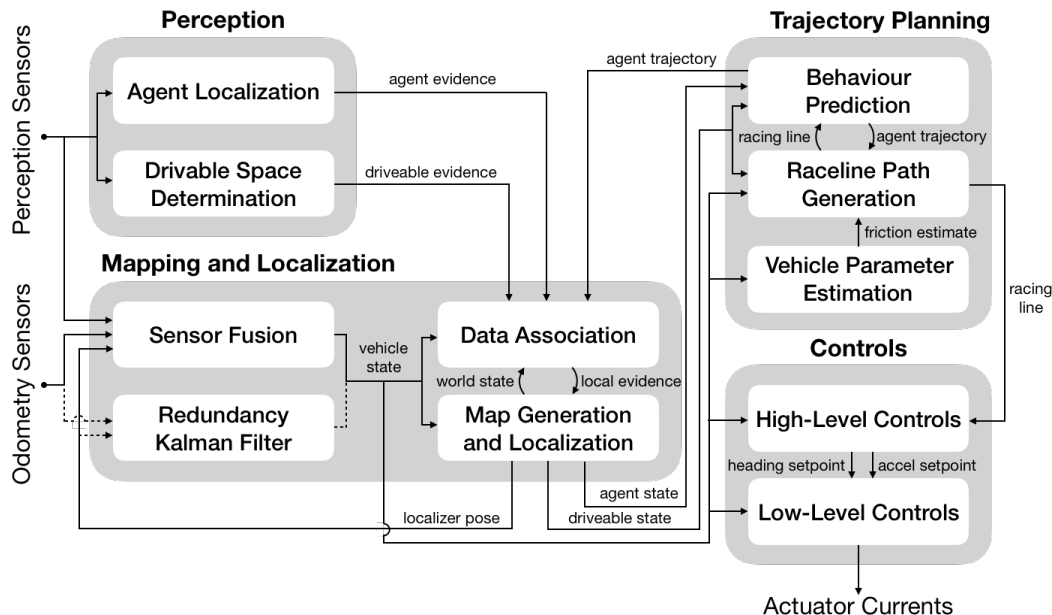 Perception
Perception Sensors
Agent Localization
Drivable Space
Determination
agent evidence
driveable evidence
Mapping and Localization
Odometry Sensors
Sensor Fusion
Redundancy
Kalman Filter
vehicle
state
Data Association
world state
local evidence
Map Generation
and Localization
localizer pose
agent state
driveable state
Trajectory Planning
agent trajectory
Behaviour
Prediction
racing line
agent trajectory
Raceline Path
Generation
friction estimate
Vehicle Parameter
Estimation
racing
line
Controls
High-Level Controls
heading setpoint
accel setpoint
Low-Level Controls
Actuator Currents